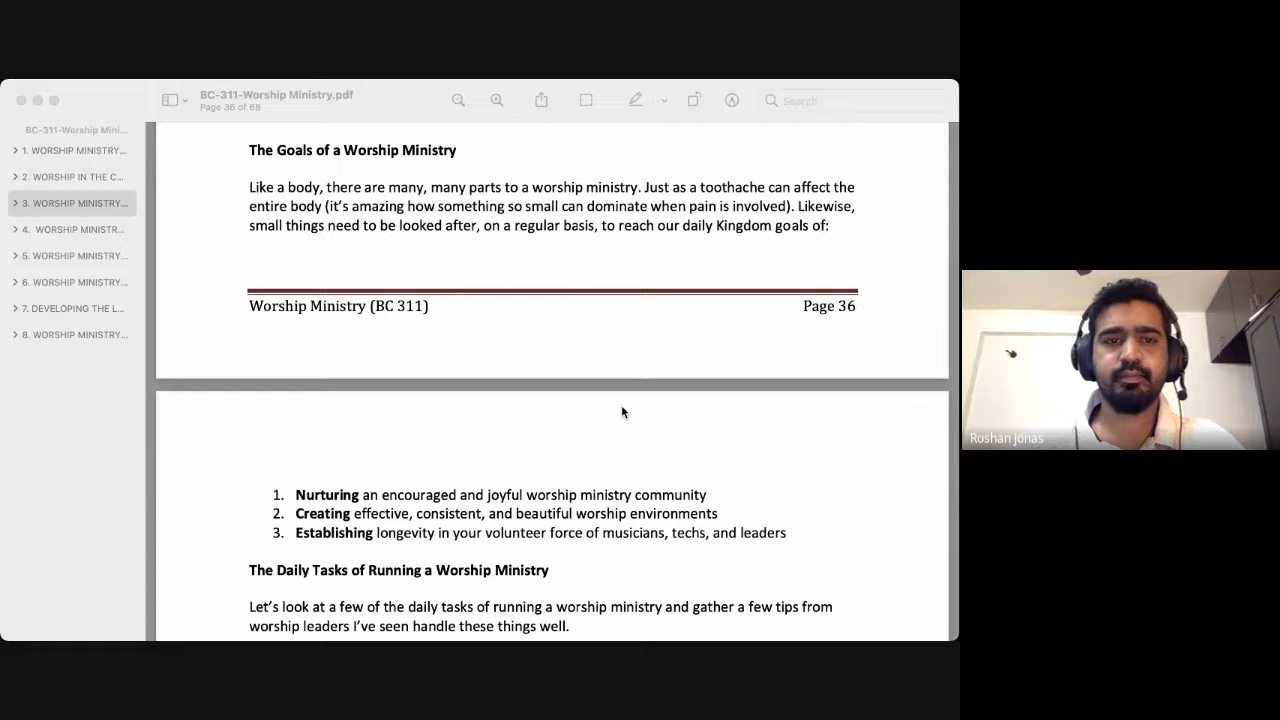 BC-311-Worship Ministry.pdf
Page 36 of 68
Search
BC-311-Worship Mini...
1. WORSHIP MINISTRY...
2. WORSHIP IN THE C...
3. WORSHIP MINISTRY...
4. WORSHIP MINISTR...
5. WORSHIP MINISTRY...
6. WORSHIP MINISTRY...
7. DEVELOPING THE L...
8. WORSHIP MINISTRY...
The Goals of a Worship Ministry
Like a body, there are many, many parts to a worship ministry. Just as a toothache can affect the
entire body (it's amazing how something so small can dominate when pain is involved). Likewise,
small things need to be looked after, on a regular basis, to reach our daily Kingdom goals of:
Worship Ministry (BC 311) Page 36
1. Nurturing an encouraged and joyful worship ministry community
2. Creating effective, consistent, and beautiful worship environments
3. Establishing longevity in your volunteer force of musicians, techs, and leaders
The Daily Tasks of Running a Worship Ministry
Let's look at a few of the daily tasks of running a worship ministry and gather a few tips from
worship leaders I've seen handle these things well.
Roshan Jonas